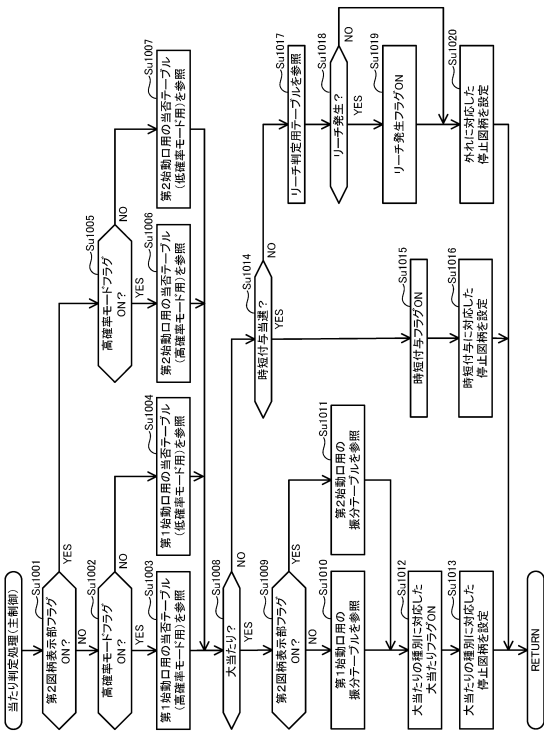 当たり判定処理(主制御)
Su1001
第2図柄表示部フラグ
ON?
YES
NO
Su1002
高確率モードフラグ
ON?
NO
YES
Su1003
第1始動口用の当否テーブル
(高確率モード用)を参照
Su1004
第1始動口用の当否テーブル
(低確率モード用)を参照
Su1005
高確率モードフラグ
ON?
NO
YES
Su1006
第2始動口用の当否テーブル
(高確率モード用)を参照
Su1007
第2始動口用の当否テーブル
(低確率モード用)を参照
Su1008
大当たり?
NO
YES
Su1009
第2図柄表示部フラグ
ON?
YES
NO
Su1010
第1始動口用の
振分テーブルを参照
Su1011
第2始動口用の
振分テーブルを参照
Su1012
大当たりの種別に対応した
大当たりフラグON
Su1013
大当たりの種別に対応した
停止図柄を設定
Su1014
時短付与当選?
NO
YES
Su1015
時短付与フラグON
Su1016
時短付与に対応した
停止図柄を設定
Su1017
リーチ判定用テーブルを参照
Su1018
リーチ発生?
NO
YES
Su1019
リーチ発生フラグON
Su1020
外れに対応した
停止図柄を設定
RETURN